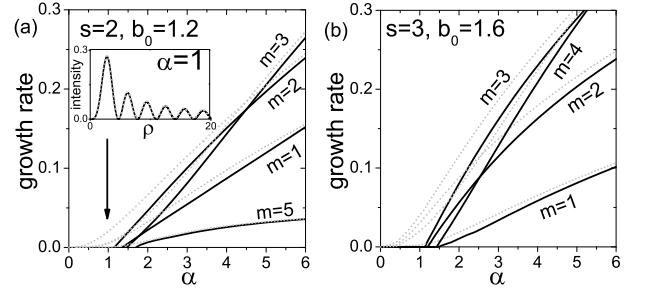 (a)
s=2, b₀=1.2
growth rate
0.3
0.2
0.1
0.0
0 1 2 3 4 5 6
α
m=3
m=2
m=1
m=5
α=1
intensity
0.3
0
0 20
ρ
(b)
s=3, b₀=1.6
growth rate
0.3
0.2
0.1
0.0
0 1 2 3 4 5 6
α
m=3
m=4
m=2
m=1